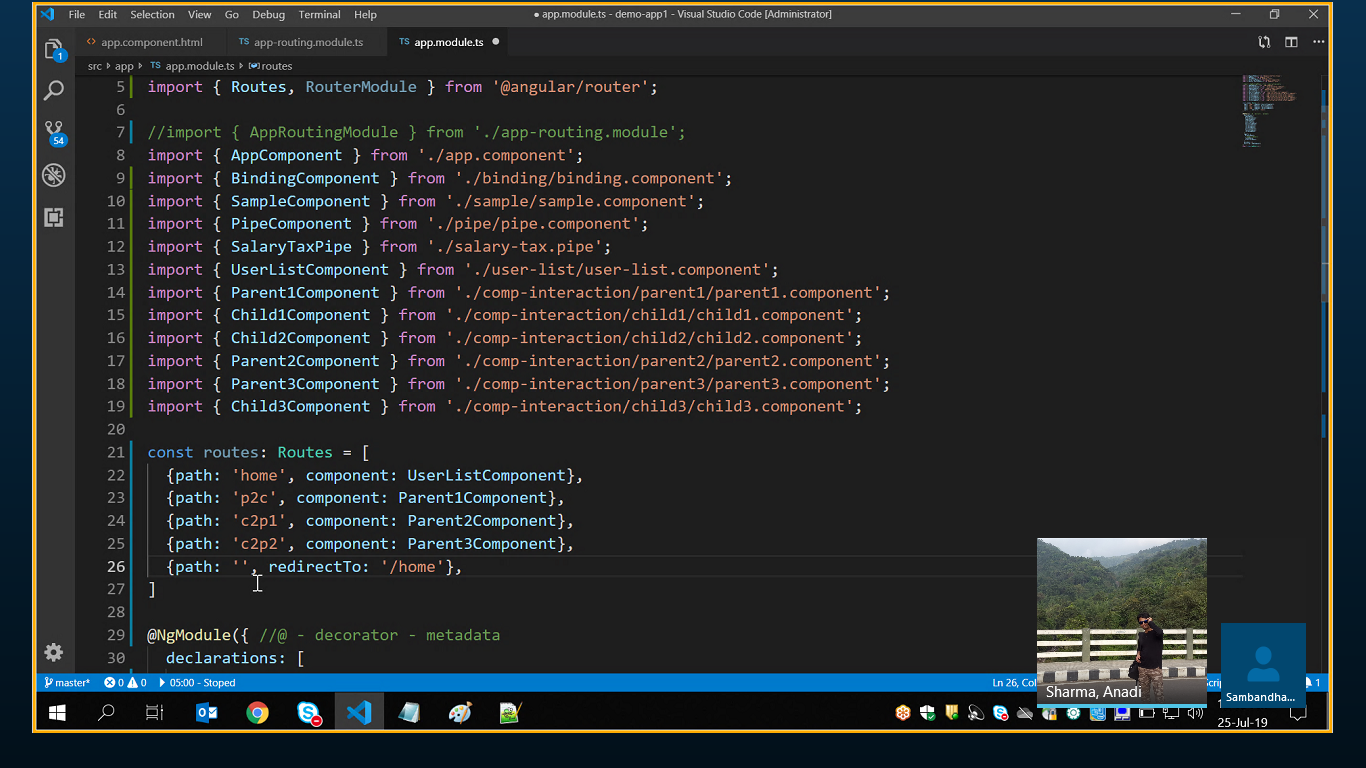 File Edit Selection View Go Debug Terminal Help
● app.module.ts - demo-app1 - Visual Studio Code [Administrator]
<> app.component.html
TS app-routing.module.ts
TS app.module.ts ●
src > app > TS app.module.ts > routes
5 import { Routes, RouterModule } from '@angular/router';
6
7 //import { AppRoutingModule } from './app-routing.module';
8 import { AppComponent } from './app.component';
9 import { BindingComponent } from './binding/binding.component';
10 import { SampleComponent } from './sample/sample.component';
11 import { PipeComponent } from './pipe/pipe.component';
12 import { SalaryTaxPipe } from './salary-tax.pipe';
13 import { UserListComponent } from './user-list/user-list.component';
14 import { Parent1Component } from './comp-interaction/parent1/parent1.component';
15 import { Child1Component } from './comp-interaction/child1/child1.component';
16 import { Child2Component } from './comp-interaction/child2/child2.component';
17 import { Parent2Component } from './comp-interaction/parent2/parent2.component';
18 import { Parent3Component } from './comp-interaction/parent3/parent3.component';
19 import { Child3Component } from './comp-interaction/child3/child3.component';
20
21 const routes: Routes = [
22 {path: 'home', component: UserListComponent},
23 {path: 'p2c', component: Parent1Component},
24 {path: 'c2p1', component: Parent2Component},
25 {path: 'c2p2', component: Parent3Component},
26 {path: '', redirectTo: '/home'},
27 ]
28
29 @NgModule({ //@ - decorator - metadata
30 declarations: [
1
54
Sharma, Anadi
Sambandha...
master* 0 0 05:00 - Stoped
Ln 26, Col
1
25-Jul-19